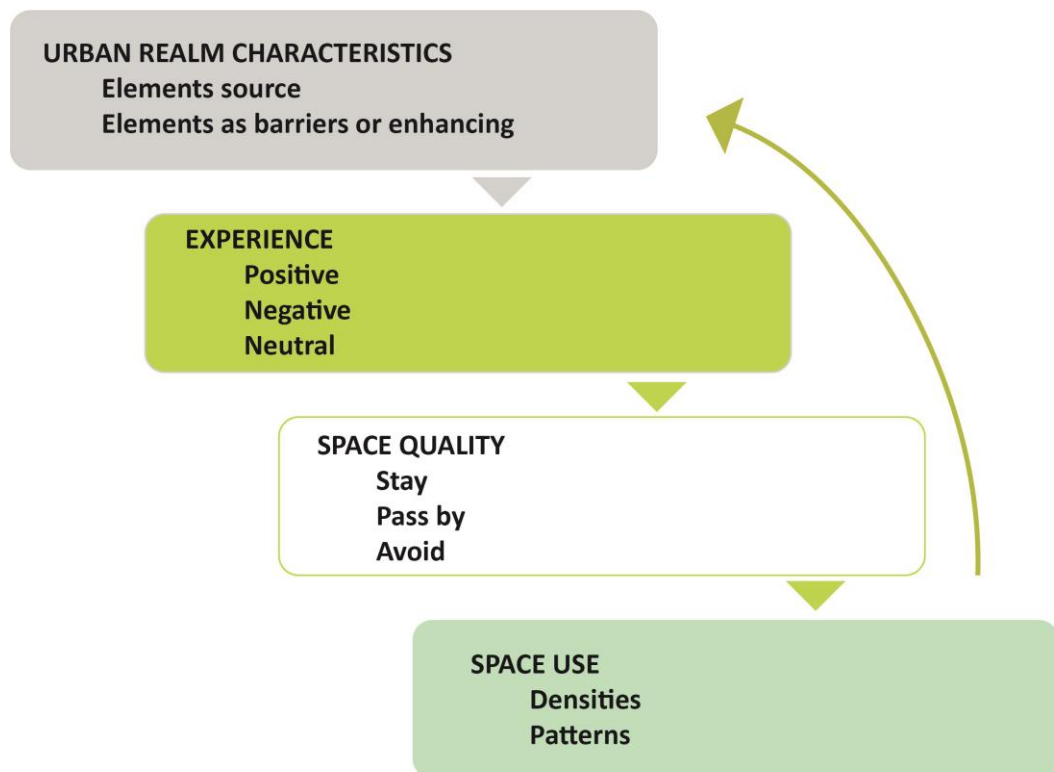 URBAN REALM CHARACTERISTICS
Elements source
Elements as barriers or enhancing
EXPERIENCE
Positive
Negative
Neutral
SPACE QUALITY
Stay
Pass by
Avoid
SPACE USE
Densities
Patterns